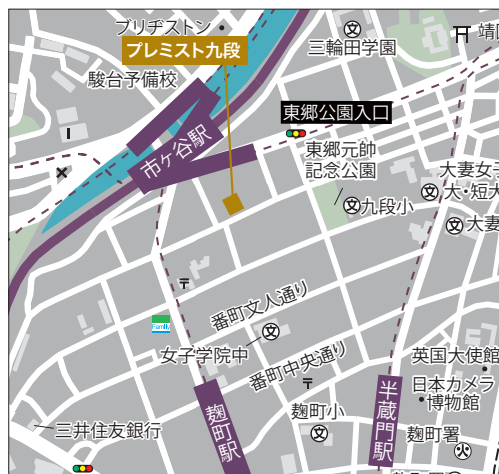 ブリヂストン
プレミスト九段
三輪田学園
駿台予備校
東郷公園入口
市ヶ谷駅
東郷元帥
記念公園
文九段小
大妻女子
大・短大
大妻
番町文人通り
Family
女子学院中
番町中央通り
英国大使館
日本カメラ
博物館
麹町駅
半蔵門駅
麹町小
麹町署
三井住友銀行